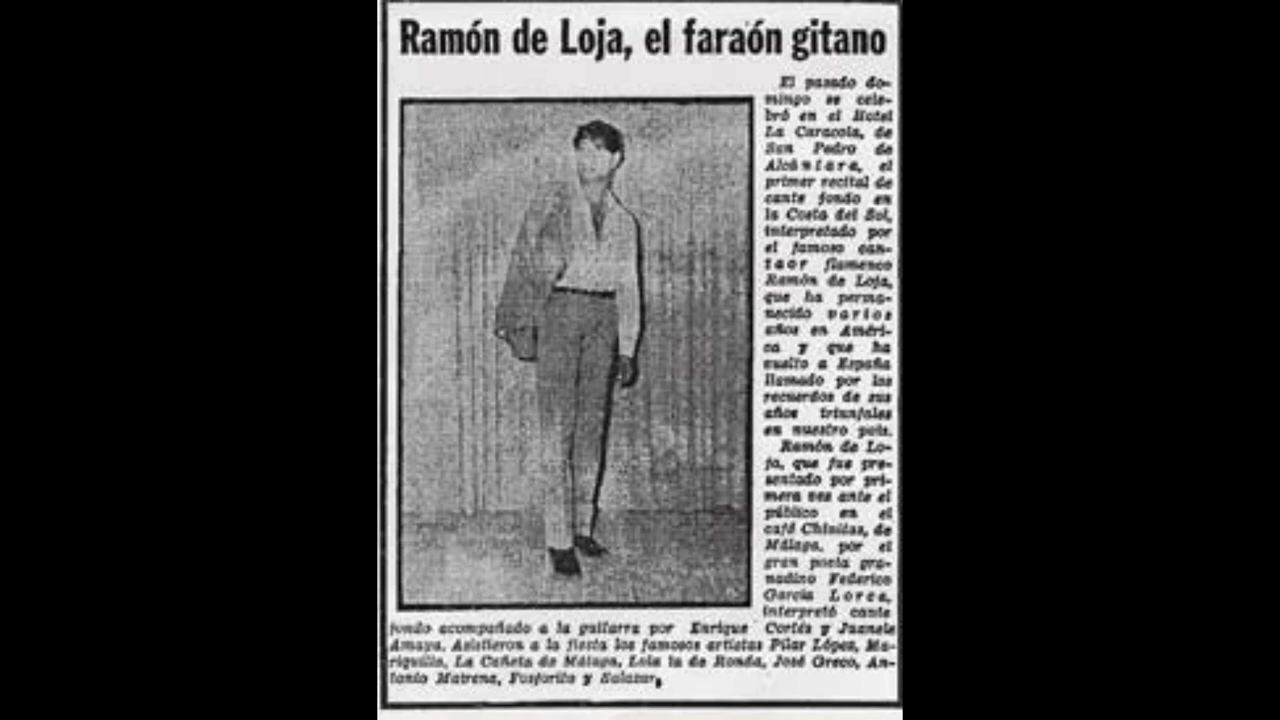 Ramón de Loja, el faraón gitano
El pasado do-
mingo se cele-
bró en el Hotel
La Caracola, de
San Pedro de
Alcántara, el
primer recital de
cante jondo en
la Costa del Sol,
interpretado por
el famoso can-
taor flamenco
Ramón de Loja,
que ha perma-
necido varios
años en Améri-
ca y que ha
vuelto a España
llamado por los
recuerdos de sus
años triunfales
en nuestro país.
Ramón de Lo-
ja, que fue pre-
sentado por pri-
mera vez ante el
público en el
café Chinitas, de
Málaga, por el
gran poeta gra-
nadino Federico
García Lorca,
interpretó cante
jondo acompañado a la guitarra por Enrique Cortés y Juanele
Amaya. Asistieron a la fiesta los famosos artistas Pilar López, Ma-
riquilla, La Cañeta de Málaga, Lola la de Ronda, José Greco, An-
tonio Mairena, Fosforito y Salazar.